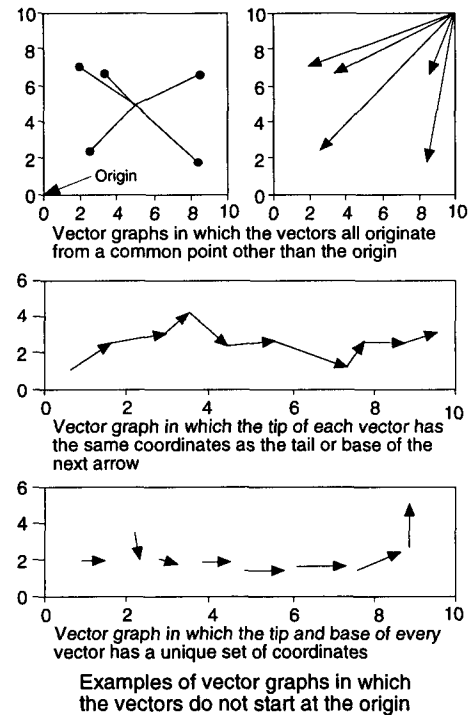 10 10
8 8
6 6
4 4
2 2
Origin
0 0
0 2 4 6 8 10 0 2 4 6 8 10
Vector graphs in which the vectors all originate
from a common point other than the origin
6
4
2
0
0 2 4 6 8 10
Vector graph in which the tip of each vector has
the same coordinates as the tail or base of the
next arrow
6
4
2
0
0 2 4 6 8 10
Vector graph in which the tip and base of every
vector has a unique set of coordinates
Examples of vector graphs in which
the vectors do not start at the origin